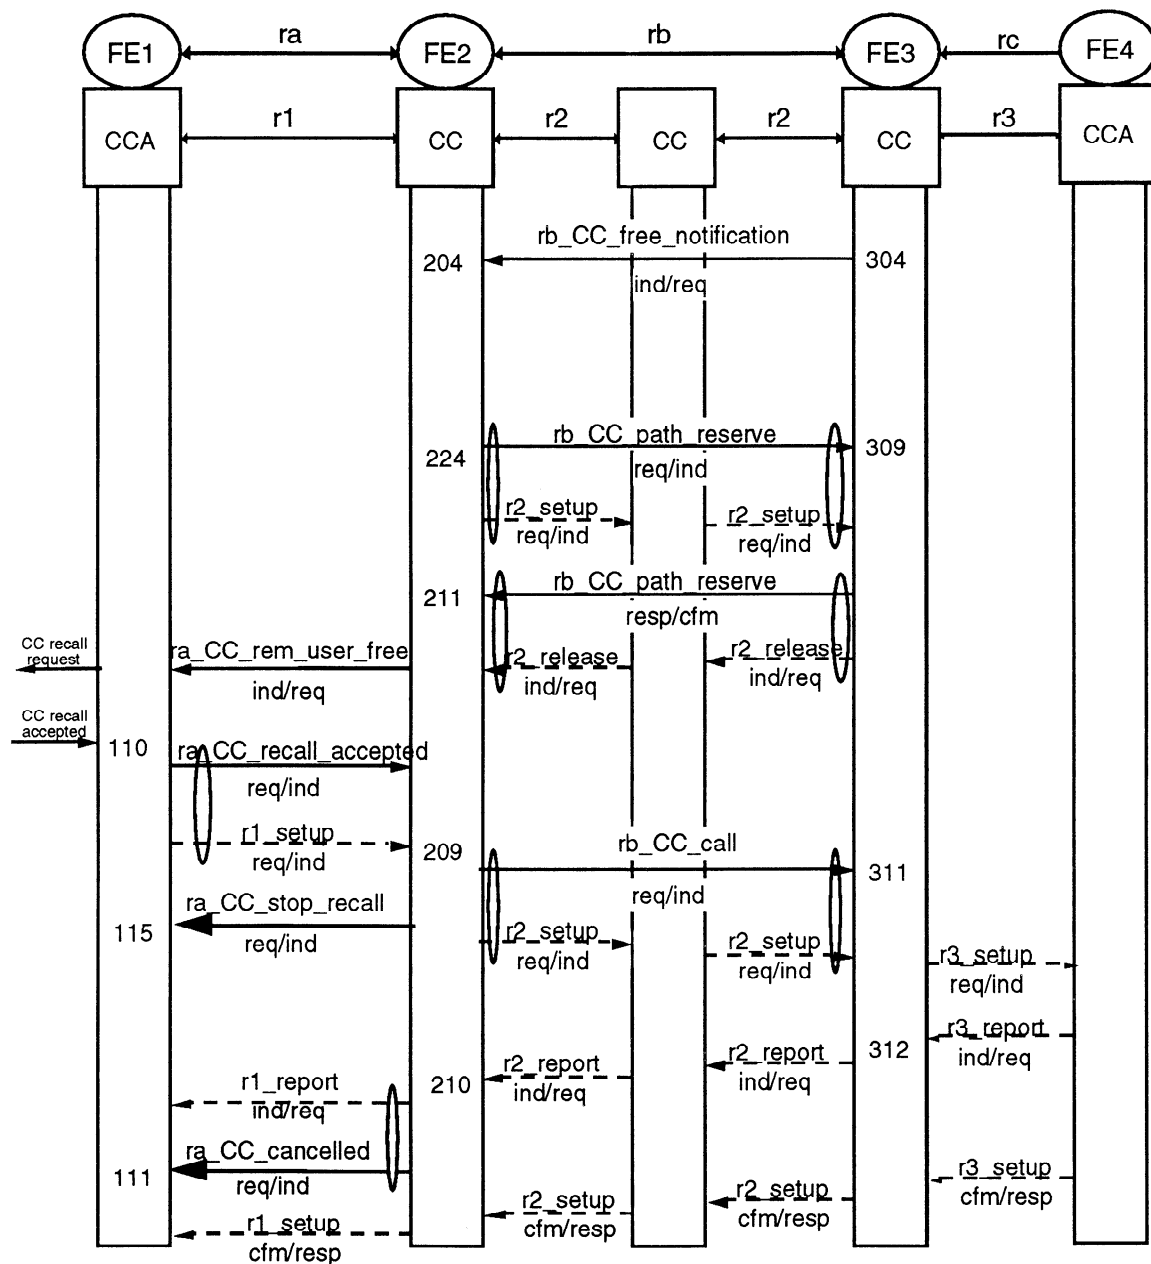 FE1 ra FE2 rb FE3 rc FE4
CCA r1 CC r2 CC r2 CC r3 CCA
rb_CC_free_notification
204 304
ind/req
rb_CC_path_reserve
224 309
req/ind
r2_setup r2_setup
req/ind req/ind
rb_CC_path_reserve
211
resp/cfm
CC recall
request
ra_CC_rem_user_free r2_release r2_release
ind/req ind/req ind/req
CC recall
accepted
110 ra_CC_recall_accepted
req/ind
r1_setup
req/ind
209 rb_CC_call 311
req/ind
ra_CC_stop_recall
115 req/ind
r2_setup r2_setup
req/ind req/ind
r3_setup
req/ind
r3_report
312 ind/req
r2_report r2_report
210 ind/req ind/req
r1_report
ind/req
ra_CC_cancelled
111 req/ind
r3_setup
cfm/resp
r2_setup r2_setup
cfm/resp cfm/resp
r1_setup
cfm/resp